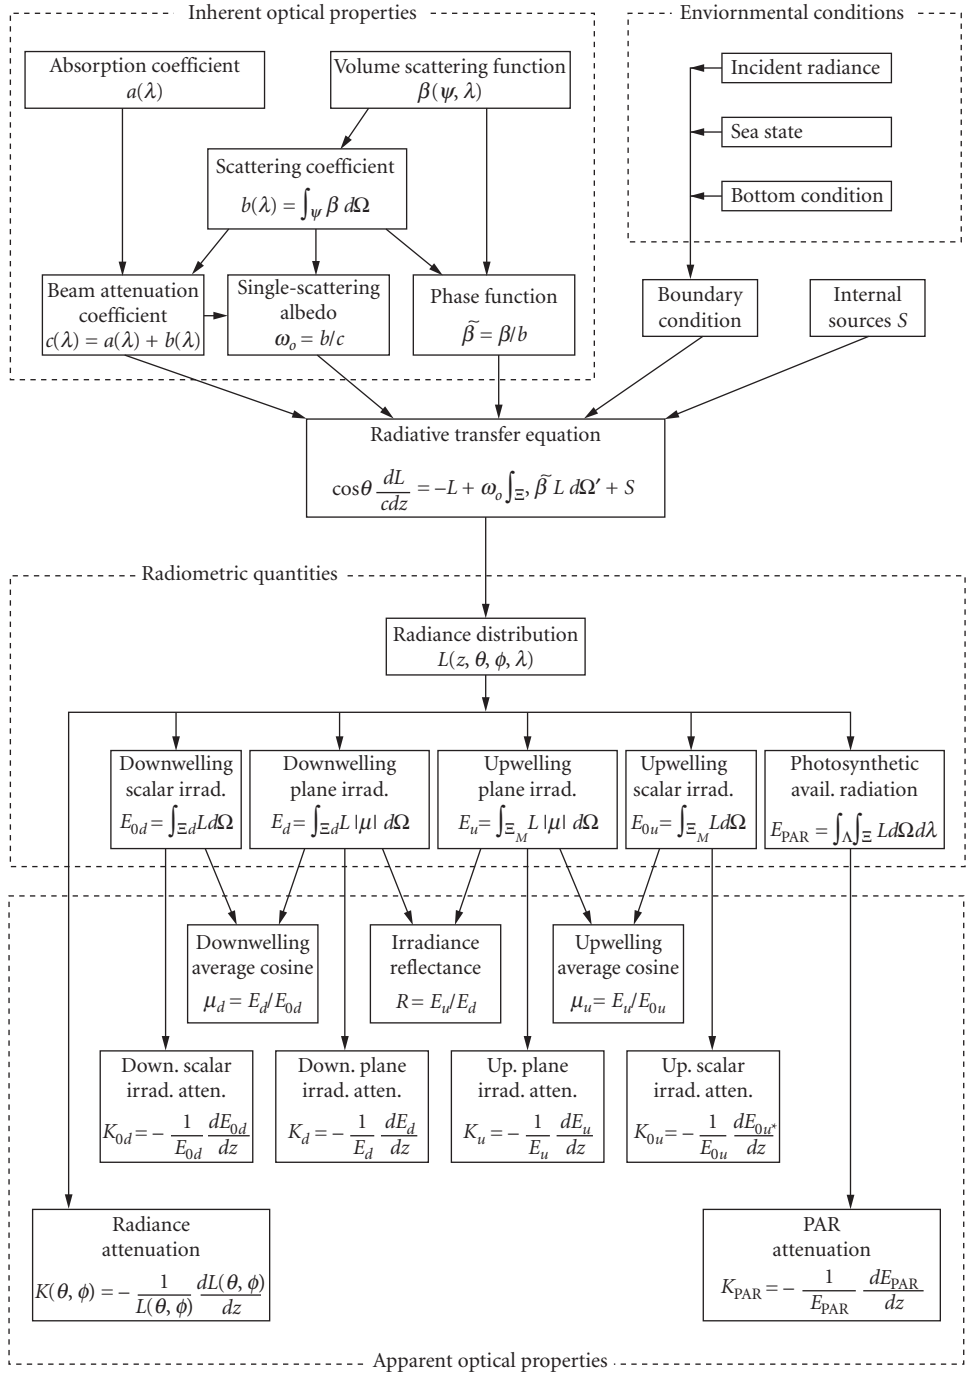 Inherent optical properties
Enviornmental conditions
Absorption coefficient
a(λ)
Volume scattering function
β(ψ, λ)
Incident radiance
Sea state
Bottom condition
Scattering coefficient
b(λ) = ∫ψ β dΩ
Beam attenuation
coefficient
c(λ) = a(λ) + b(λ)
Single-scattering
albedo
ωo = b/c
Phase function
β̃ = β/b
Boundary
condition
Internal
sources S
Radiative transfer equation
cosθ dL/cdz = −L + ωo ∫Ξ, β̃ L dΩ′ + S
Radiometric quantities
Radiance distribution
L(z, θ, ϕ, λ)
Downwelling
scalar irrad.
E0d = ∫Ξd LdΩ
Downwelling
plane irrad.
Ed = ∫Ξd L |μ| dΩ
Upwelling
plane irrad.
Eu = ∫ΞM L |μ| dΩ
Upwelling
scalar irrad.
E0u = ∫ΞM LdΩ
Photosynthetic
avail. radiation
EPAR = ∫Λ ∫Ξ LdΩdλ
Downwelling
average cosine
μd = Ed/E0d
Irradiance
reflectance
R = Eu/Ed
Upwelling
average cosine
μu = Eu/E0u
Down. scalar
irrad. atten.
K0d = − 1/E0d dE0d/dz
Down. plane
irrad. atten.
Kd = − 1/Ed dEd/dz
Up. plane
irrad. atten.
Ku = − 1/Eu dEu/dz
Up. scalar
irrad. atten.
K0u = − 1/E0u dE0u*/dz
Radiance
attenuation
K(θ, ϕ) = − 1/L(θ, ϕ) dL(θ, ϕ)/dz
PAR
attenuation
KPAR = − 1/EPAR dEPAR/dz
Apparent optical properties